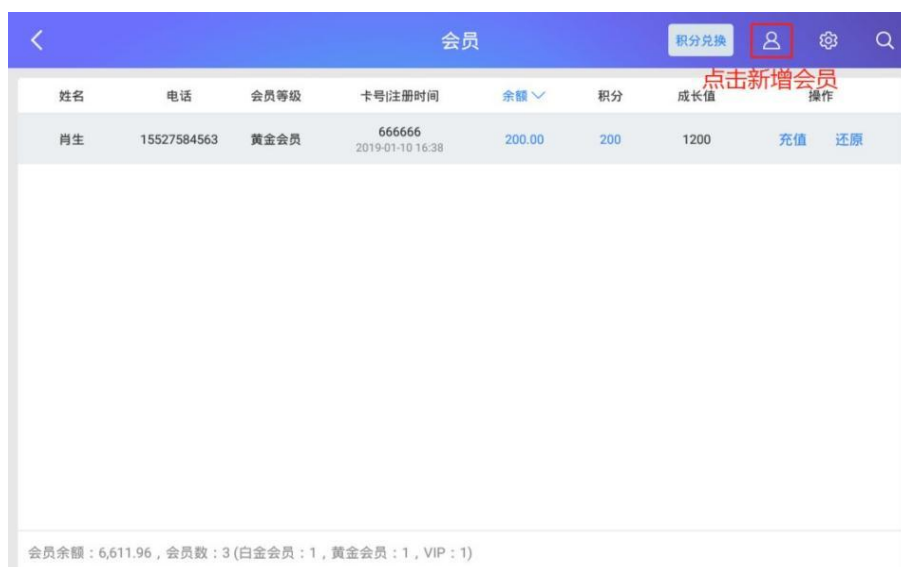 会员
积分兑换
点击新增会员
姓名 电话 会员等级 卡号|注册时间 余额 积分 成长值 操作
肖生 15527584563 黄金会员 666666 200.00 200 1200 充值 还原
2019-01-10 16:38
会员余额：6,611.96，会员数：3 (白金会员：1，黄金会员：1，VIP：1)